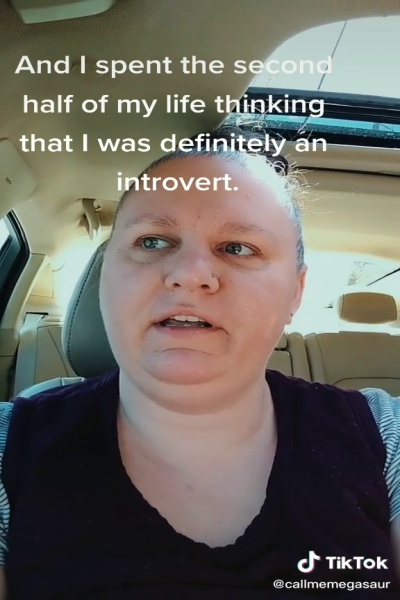 And I spent the second
half of my life thinking
that I was definitely an
introvert.
TikTok
@callmemegasaur